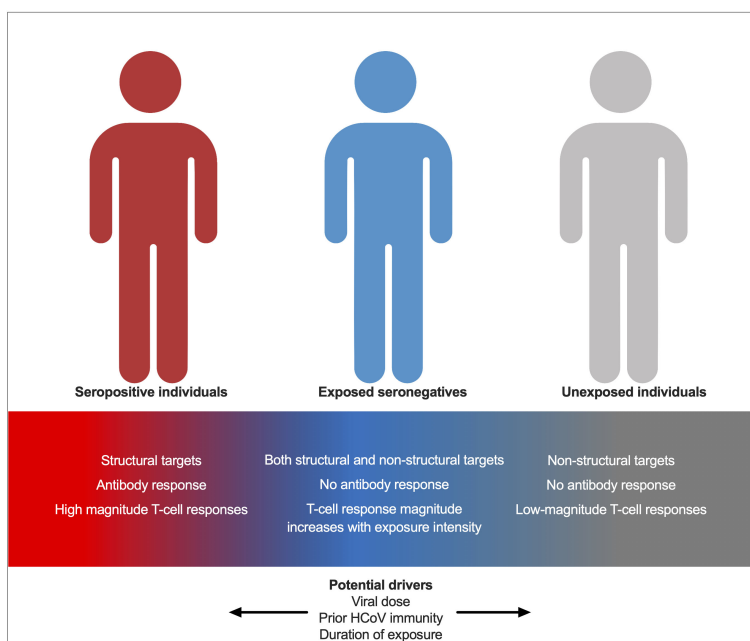 Seropositive individuals
Exposed seronegatives
Unexposed individuals
Structural targets
Antibody response
High magnitude T-cell responses
Both structural and non-structural targets
No antibody response
T-cell response magnitude
increases with exposure intensity
Non-structural targets
No antibody response
Low-magnitude T-cell responses
Potential drivers
Viral dose
Prior HCoV immunity
Duration of exposure